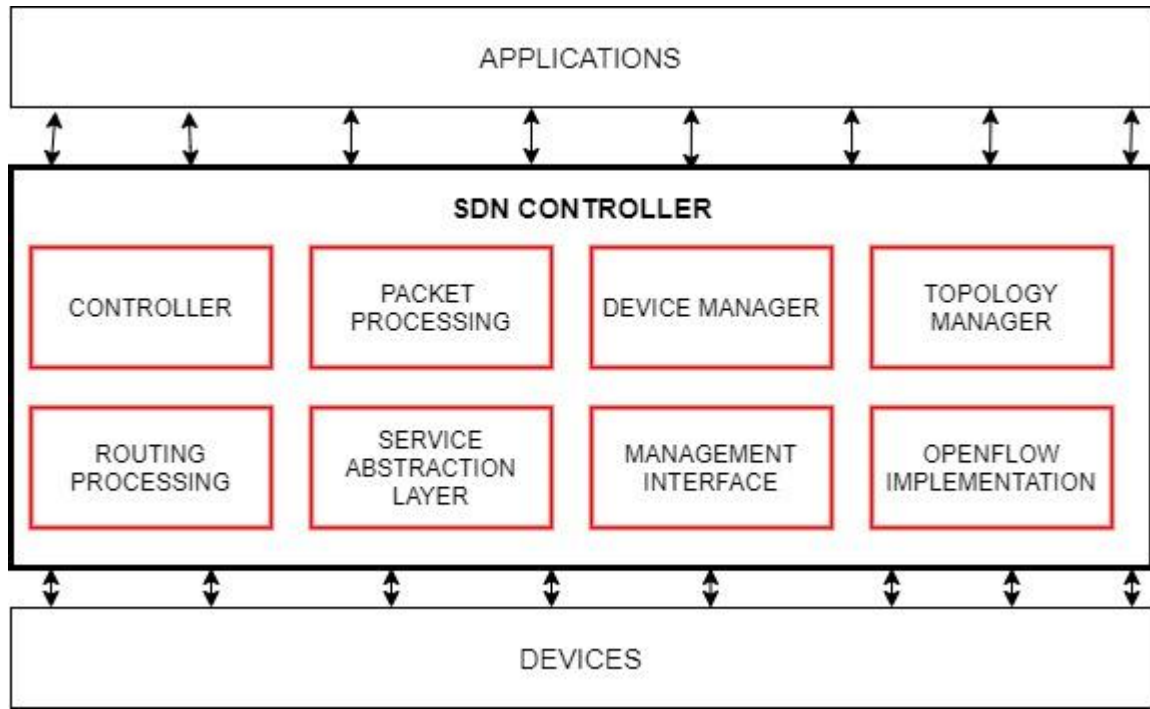 APPLICATIONS
SDN CONTROLLER
CONTROLLER
PACKET
PROCESSING
DEVICE MANAGER
TOPOLOGY
MANAGER
ROUTING
PROCESSING
SERVICE
ABSTRACTION
LAYER
MANAGEMENT
INTERFACE
OPENFLOW
IMPLEMENTATION
DEVICES